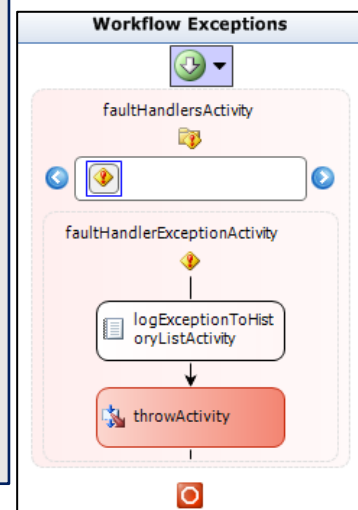 Workflow Exceptions
faultHandlersActivity
faultHandlerExceptionActivity
logExceptionToHist
oryListActivity
throwActivity